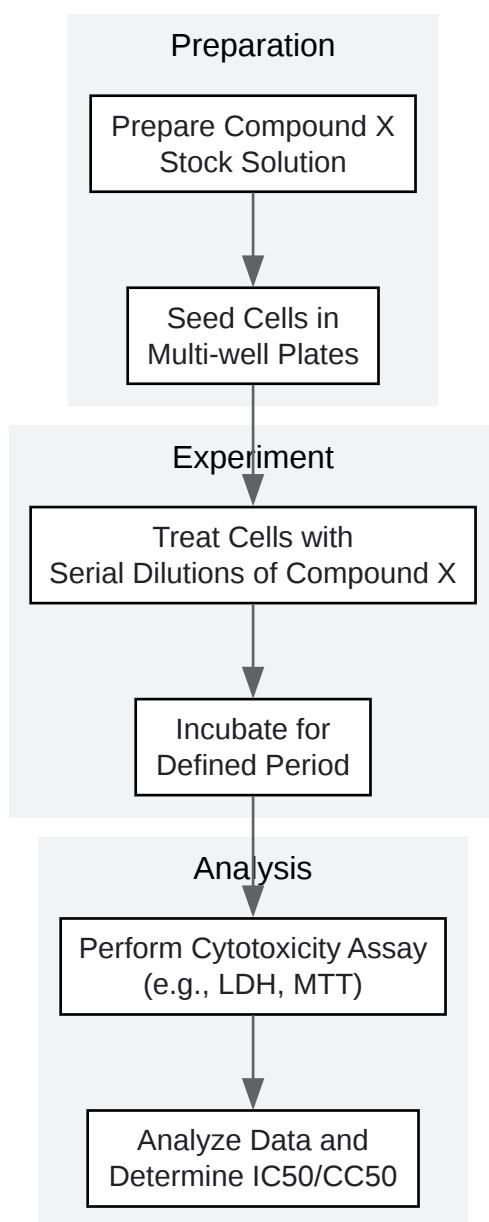 Preparation
Prepare Compound X
Stock Solution
Seed Cells in
Multi-well Plates
Experiment
Treat Cells with
Serial Dilutions of Compound X
Incubate for
Defined Period
Analysis
Perform Cytotoxicity Assay
(e.g., LDH, MTT)
Analyze Data and
Determine IC50/CC50